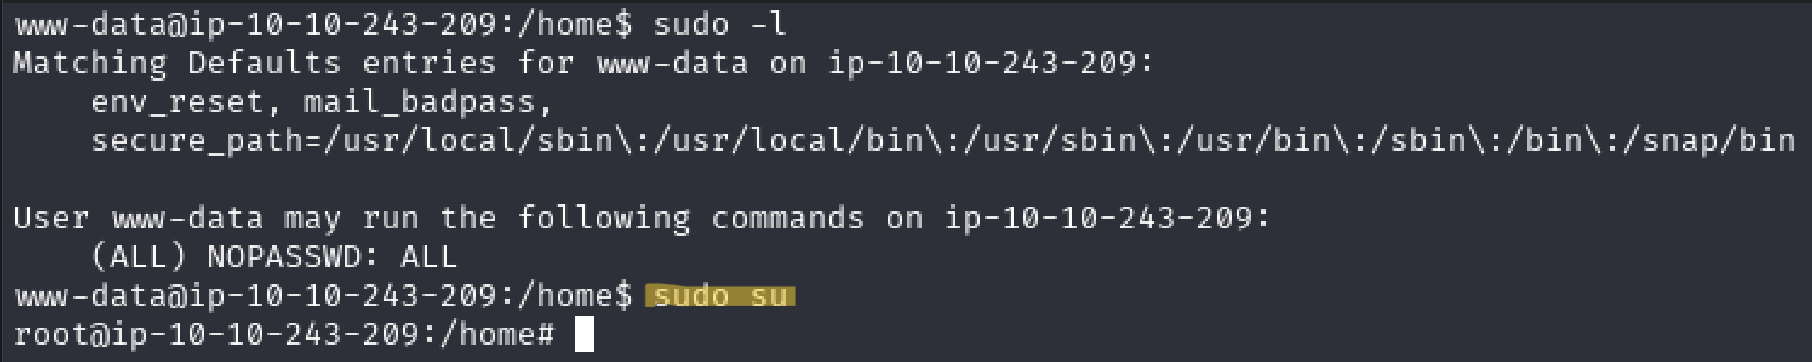 www-data@ip-10-10-243-209:/home$ sudo -l
Matching Defaults entries for www-data on ip-10-10-243-209:
    env_reset, mail_badpass,
    secure_path=/usr/local/sbin\:/usr/local/bin\:/usr/sbin\:/usr/bin\:/sbin\:/bin\:/snap/bin

User www-data may run the following commands on ip-10-10-243-209:
    (ALL) NOPASSWD: ALL
www-data@ip-10-10-243-209:/home$ sudo su
root@ip-10-10-243-209:/home#